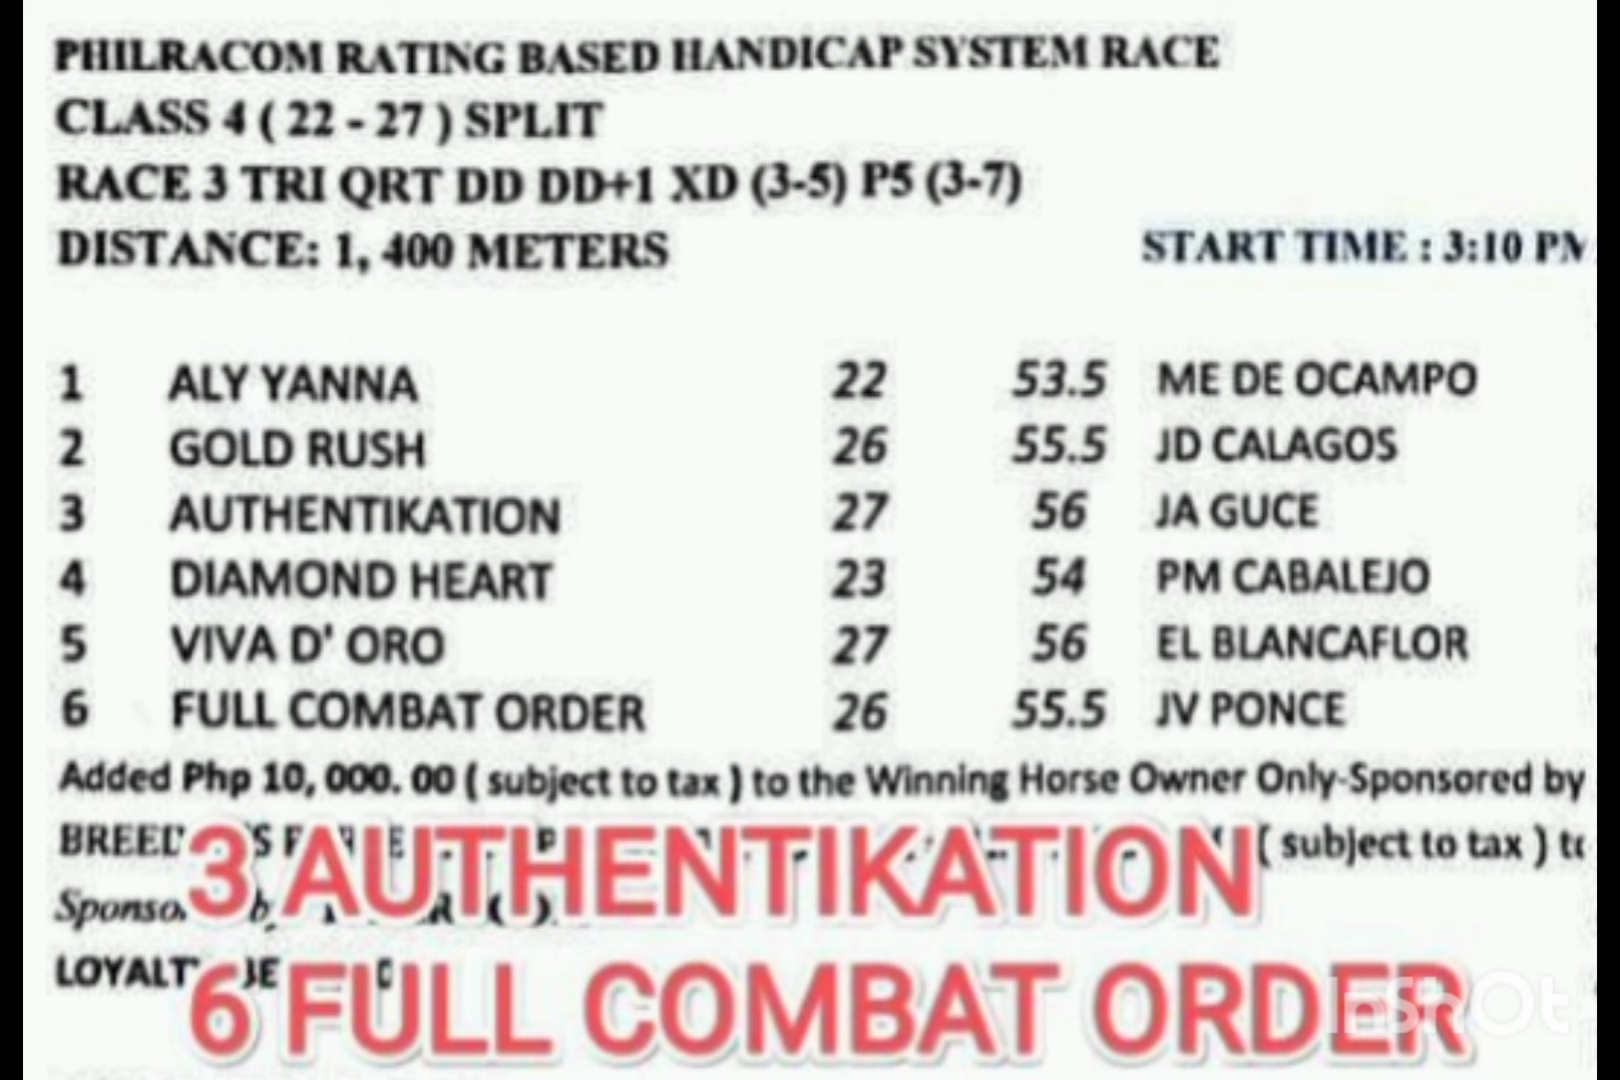 PHILRACOM RATING BASED HANDICAP SYSTEM RACE
CLASS 4 ( 22 - 27 ) SPLIT
RACE 3 TRI QRT DD DD+1 XD (3-5) P5 (3-7)
DISTANCE: 1, 400 METERS START TIME : 3:10 PM
1 ALY YANNA 22 53.5 ME DE OCAMPO
2 GOLD RUSH 26 55.5 JD CALAGOS
3 AUTHENTIKATION 27 56 JA GUCE
4 DIAMOND HEART 23 54 PM CABALEJO
5 VIVA D' ORO 27 56 EL BLANCAFLOR
6 FULL COMBAT ORDER 26 55.5 JV PONCE
Added Php 10, 000. 00 ( subject to tax ) to the Winning Horse Owner Only-Sponsored by
( subject to tax )
3 AUTHENTIKATION
6 FULL COMBAT ORDER
InShOt